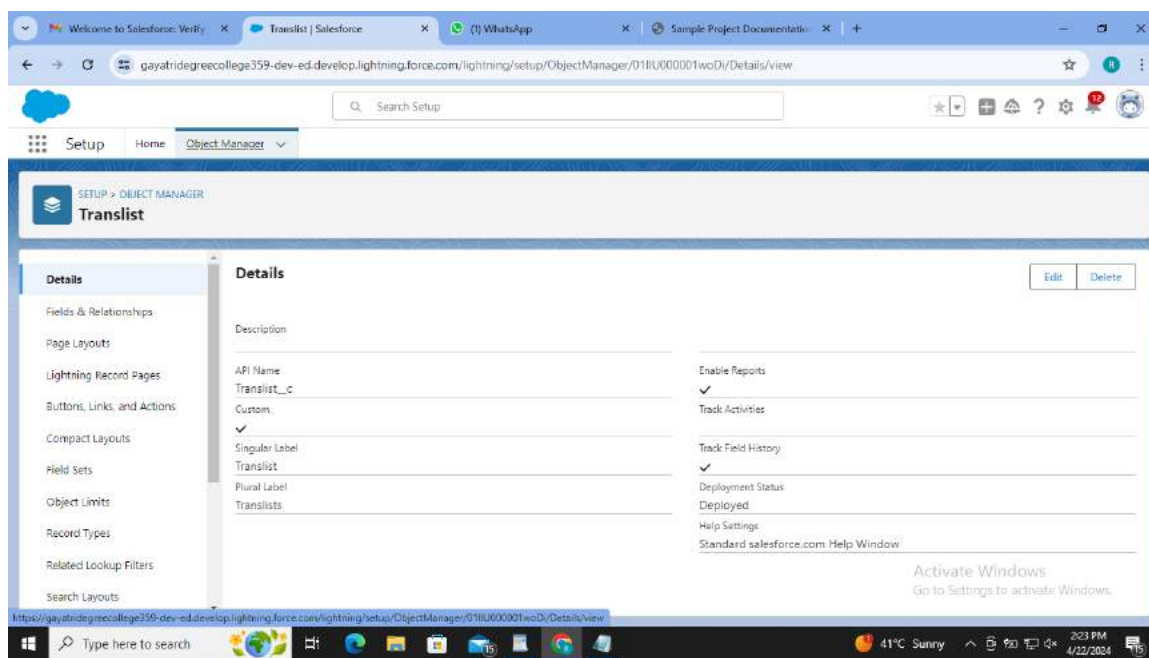 Welcome to Salesforce: Verify
Translist | Salesforce
(1) WhatsApp
Sample Project Documentatio
gayatridegreecollege359-dev-ed.develop.lightning.force.com/lightning/setup/ObjectManager/01IIU000001woDi/Details/view
R
Search Setup
12
Setup
Home
Object Manager
SETUP > OBJECT MANAGER
Translist
Details
Fields & Relationships
Page Layouts
Lightning Record Pages
Buttons, Links, and Actions
Compact Layouts
Field Sets
Object Limits
Record Types
Related Lookup Filters
Search Layouts
Details
Edit
Delete
Description
API Name
Translist__c
Custom
Singular Label
Translist
Plural Label
Translists
Enable Reports
Track Activities
Track Field History
Deployment Status
Deployed
Help Settings
Standard salesforce.com Help Window
Activate Windows
Go to Settings to activate Windows.
https://gayatridegreecollege359-dev-ed.develop.lightning.force.com/lightning/setup/ObjectManager/01IIU000001woDi/Details/view
Type here to search
15
41°C Sunny
2:23 PM
4/22/2024
15